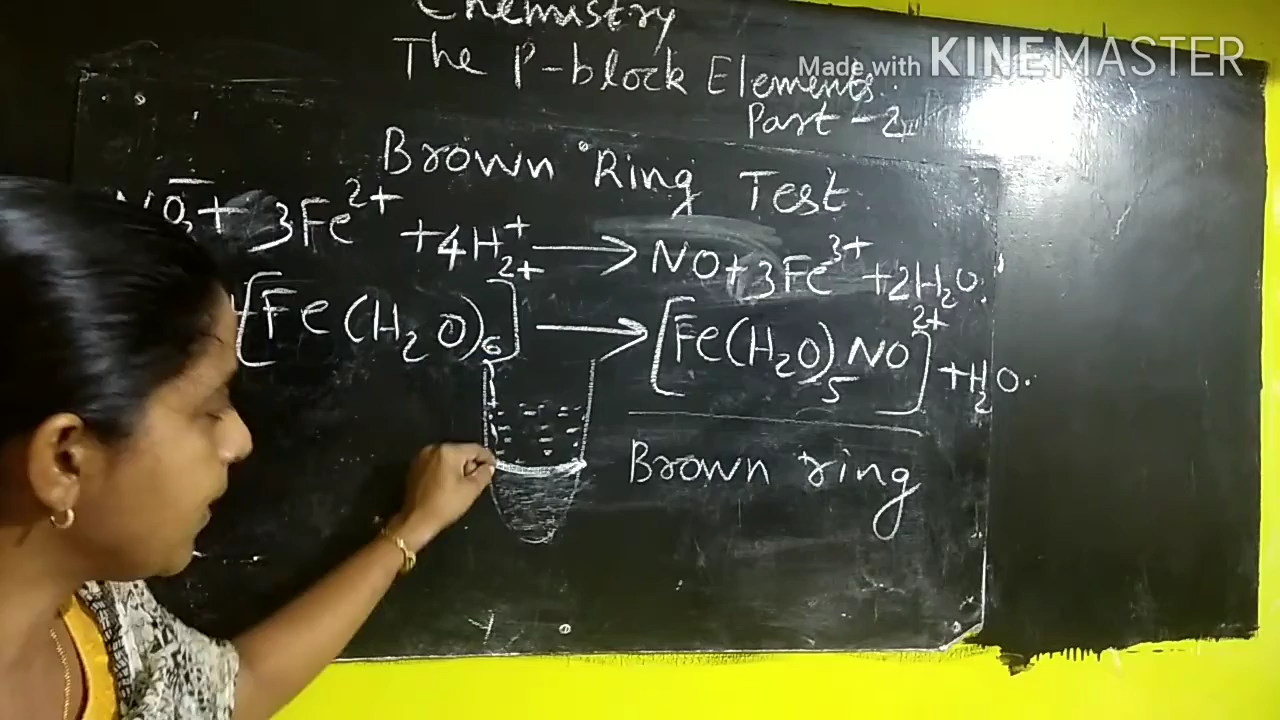 Chemistry
The P-block Elements.
Part-2
Made with KINEMASTER
Brown Ring Test
NO₃⁻ + 3Fe²⁺ + 4H⁺ ⟶ NO + 3Fe³⁺ + 2H₂O.
[Fe(H₂O)₆]²⁺ ⟶ [Fe(H₂O)₅NO]²⁺ + H₂O.
Brown ring